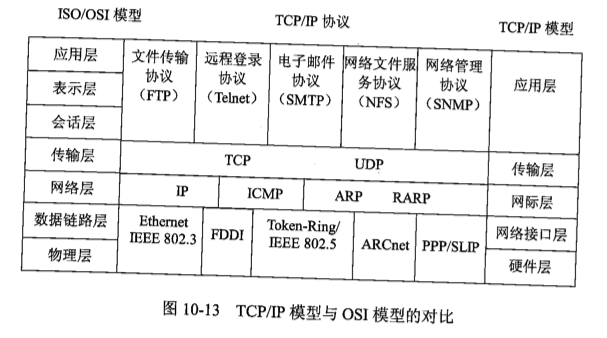 ISO/OSI 模型 TCP/IP 协议 TCP/IP 模型
应用层
表示层
会话层
文件传输
协议
（FTP）
远程登录
协议
（Telnet）
电子邮件
协议
（SMTP）
网络文件服
务协议
（NFS）
网络管理
协议
（SNMP）
应用层
传输层 TCP UDP 传输层
网络层 IP ICMP ARP RARP 网际层
数据链路层
物理层
Ethernet
IEEE 802.3
FDDI
Token-Ring/
IEEE 802.5
ARCnet
PPP/SLIP
网络接口层
硬件层
图 10-13 TCP/IP 模型与 OSI 模型的对比